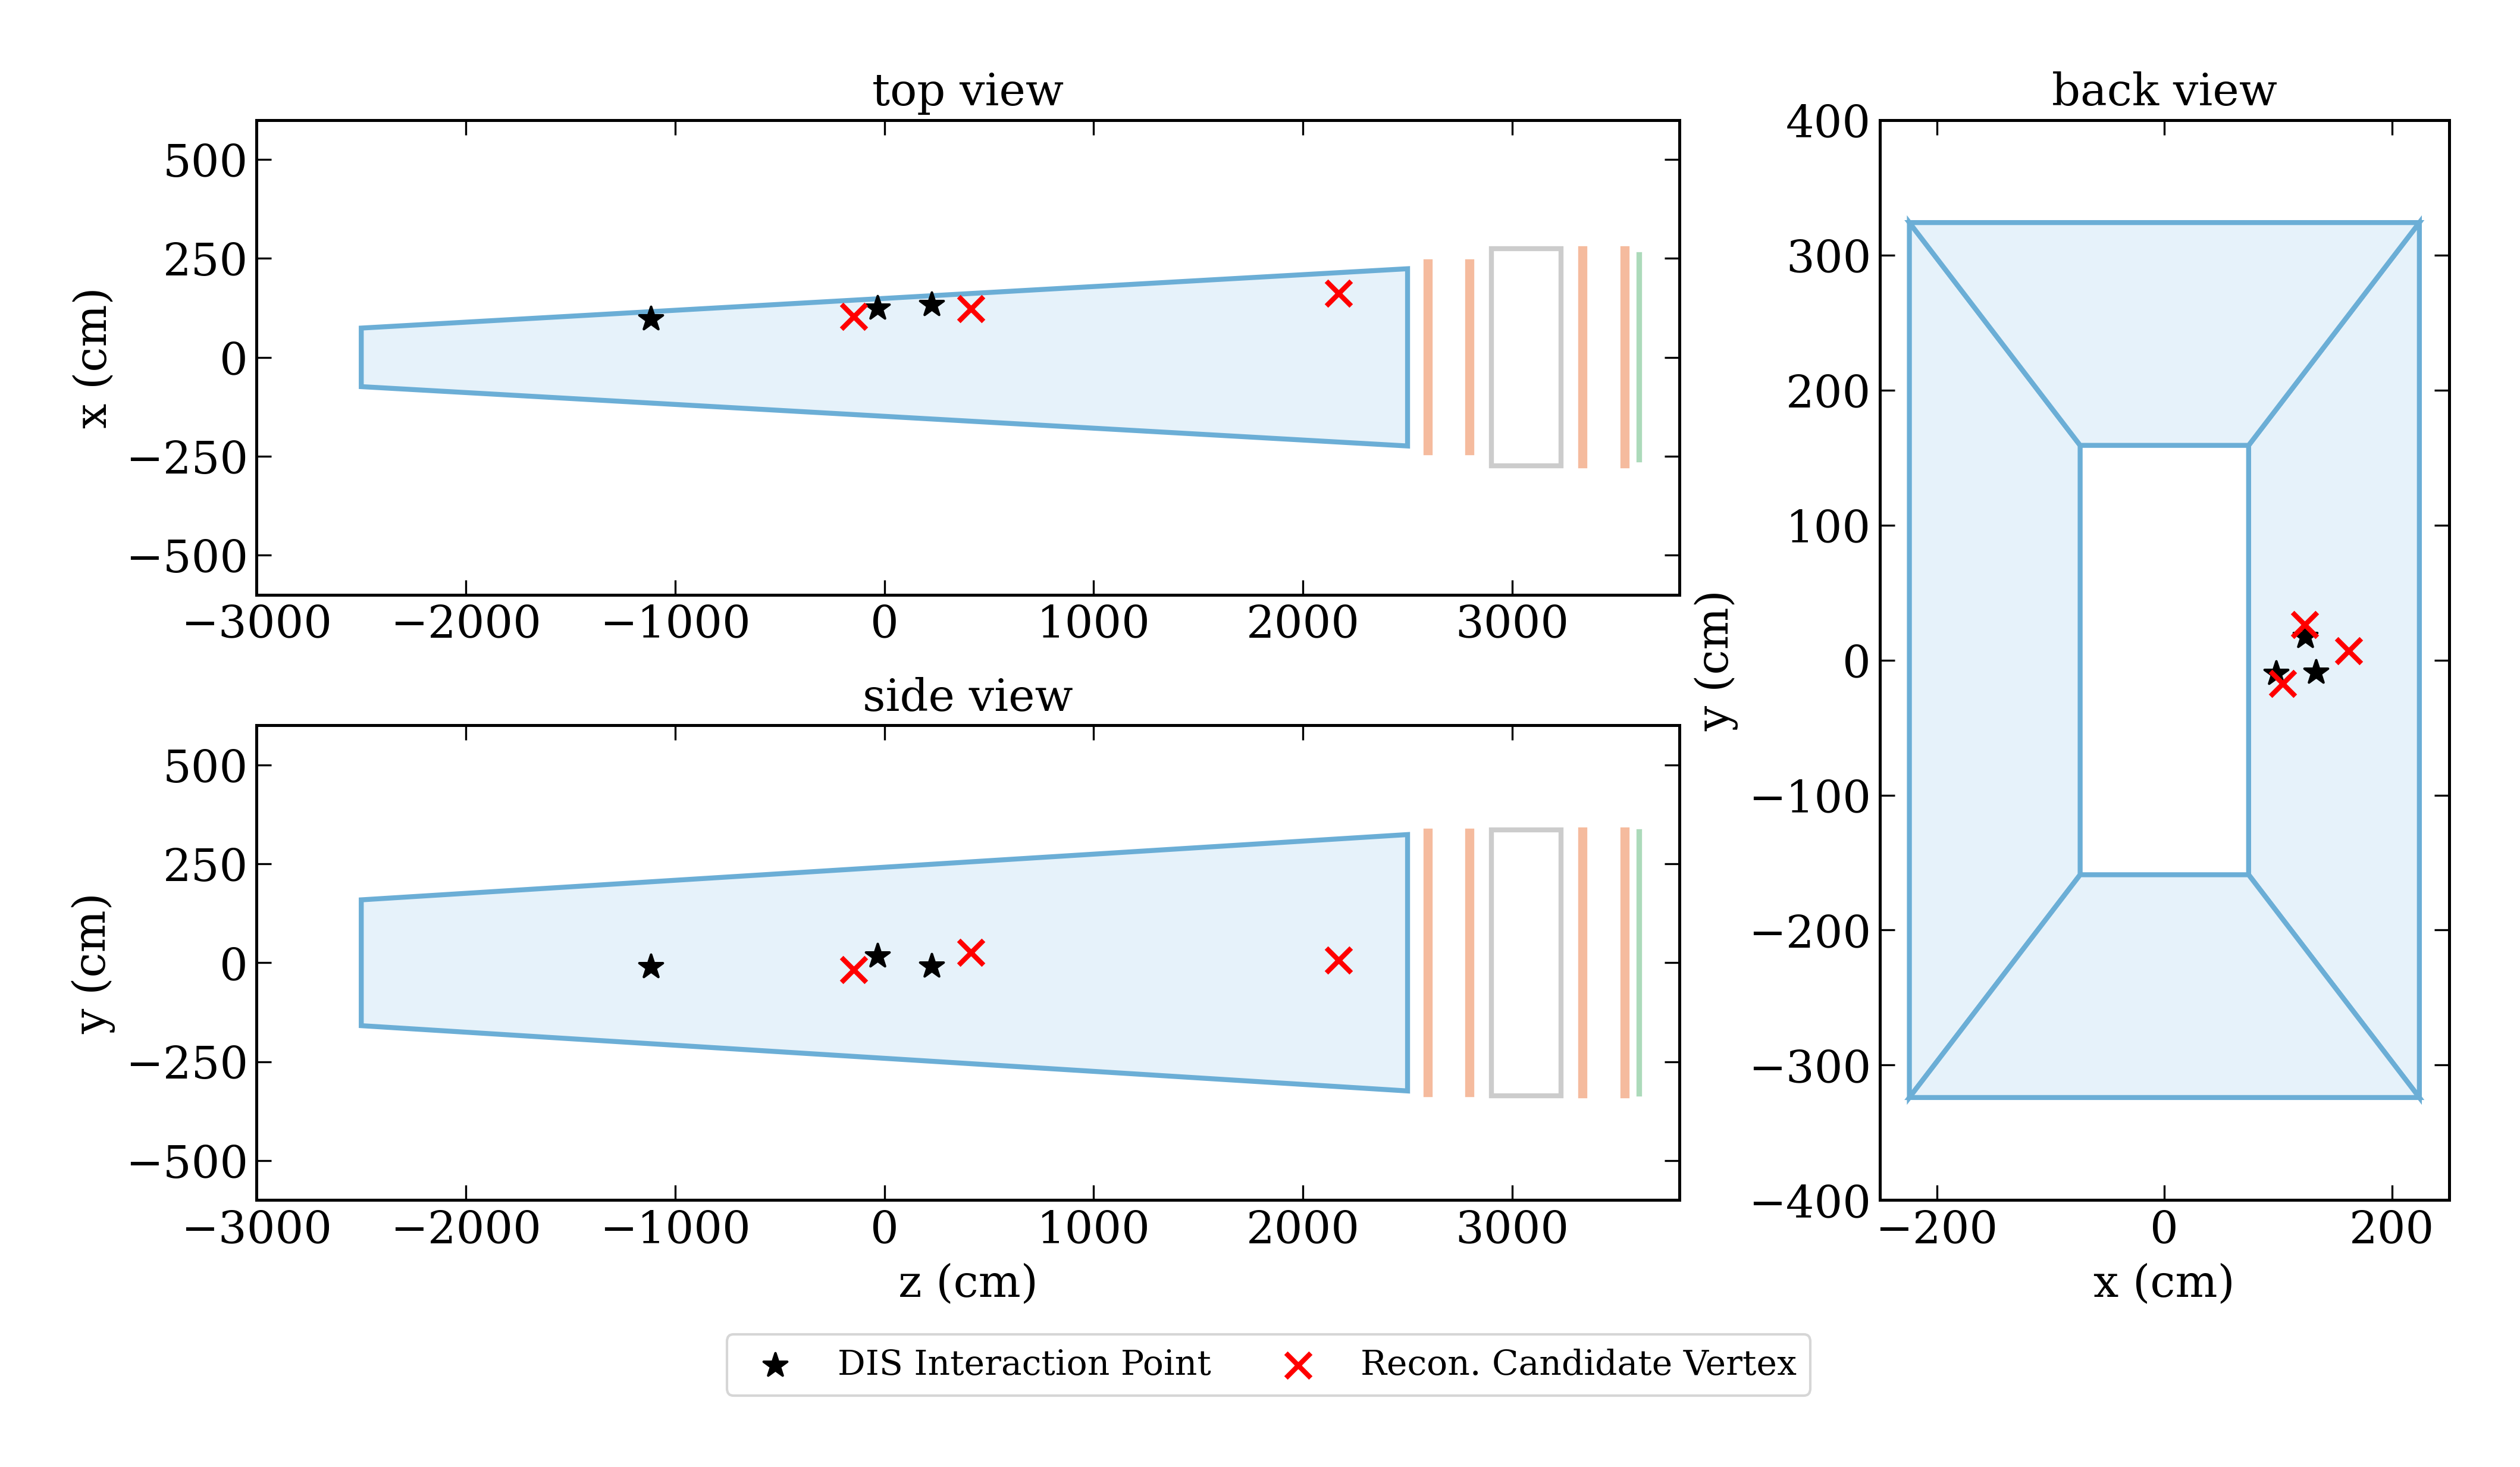 top view
500
250
0
−250
−500
x (cm)
−3000 −2000 −1000 0 1000 2000 3000
side view
500
250
0
−250
−500
y (cm)
−3000 −2000 −1000 0 1000 2000 3000
z (cm)
back view
400
300
200
100
0
−100
−200
−300
−400
y (cm)
−200 0 200
x (cm)
DIS Interaction Point
Recon. Candidate Vertex